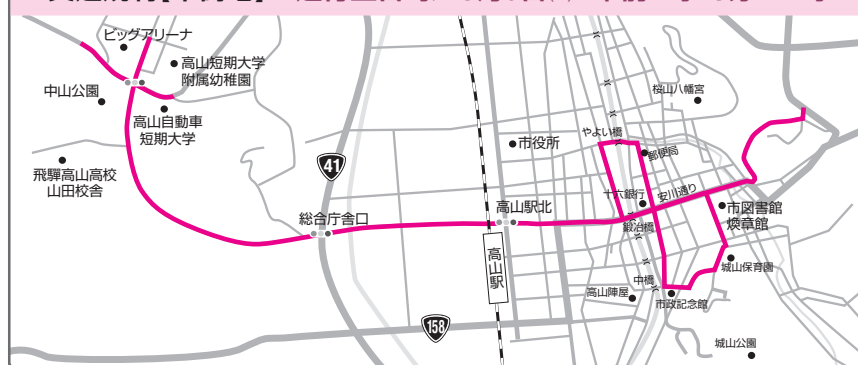 ビッグアリーナ
高山短期大学
附属幼稚園
中山公園
高山自動車
短期大学
飛驒高山高校
山田校舎
41
総合庁舎口
高山駅北
高山駅
158
市役所
桜山八幡宮
やよい橋
郵便局
十六銀行
安川通り
鍛冶橋
市図書館
煥章館
城山保育園
中橋
高山陣屋
市政記念館
城山公園